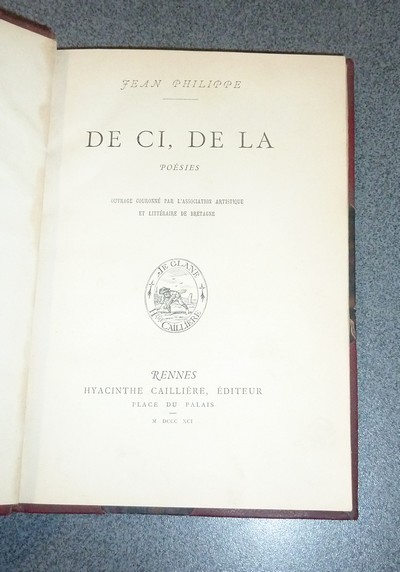 JEAN PHILIPPE
DE CI, DE LA
POÉSIES
OUVRAGE COURONNÉ PAR L'ASSOCIATION ARTISTIQUE
ET LITTÉRAIRE DE BRETAGNE
JE GLANE
HTHE CAILLIÈRE
RENNES
HYACINTHE CAILLIÈRE, ÉDITEUR
PLACE DU PALAIS
M DCCC XCI